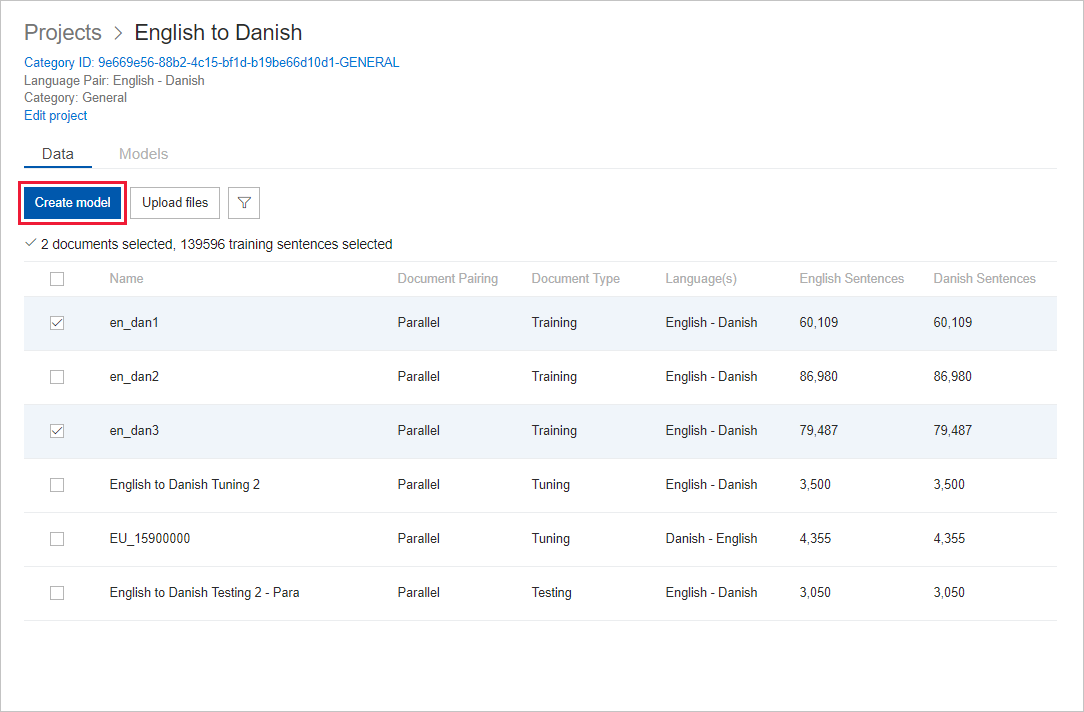 Projects > English to Danish
Category ID: 9e669e56-88b2-4c15-bf1d-b19be66d10d1-GENERAL
Language Pair: English - Danish
Category: General
Edit project
Data Models
Create model Upload files
2 documents selected, 139596 training sentences selected
Name Document Pairing Document Type Language(s) English Sentences Danish Sentences
en_dan1 Parallel Training English - Danish 60,109 60,109
en_dan2 Parallel Training English - Danish 86,980 86,980
en_dan3 Parallel Training English - Danish 79,487 79,487
English to Danish Tuning 2 Parallel Tuning English - Danish 3,500 3,500
EU_15900000 Parallel Tuning Danish - English 4,355 4,355
English to Danish Testing 2 - Para Parallel Testing English - Danish 3,050 3,050